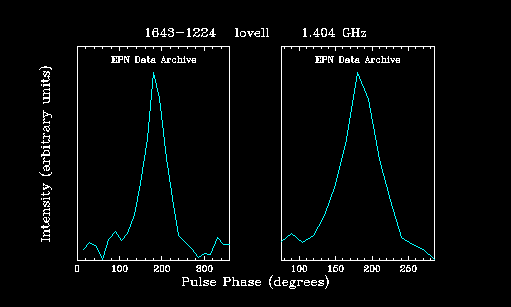 1643-1224 lovell 1.404 GHz
EPN Data Archive EPN Data Archive
Intensity (arbitrary units)
0 100 200 300 100 150 200 250
Pulse Phase (degrees)